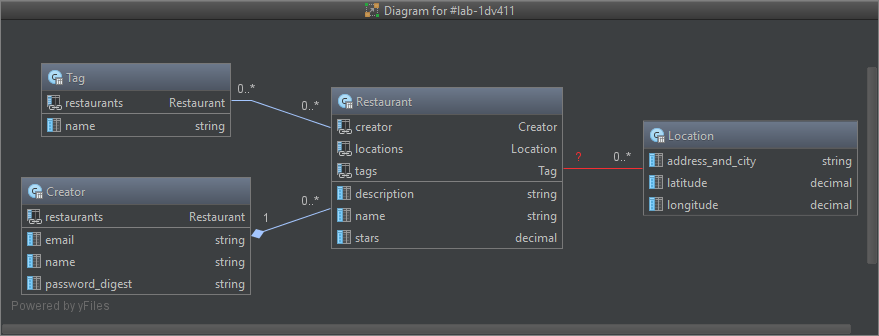 Diagram for #lab-1dv411
Tag
restaurants Restaurant
name string
0..*
0..*
Restaurant
creator Creator
locations Location
tags Tag
description string
name string
stars decimal
?
0..*
Location
address_and_city string
latitude decimal
longitude decimal
Creator
restaurants Restaurant
email string
name string
password_digest string
1
0..*
Powered by yFiles